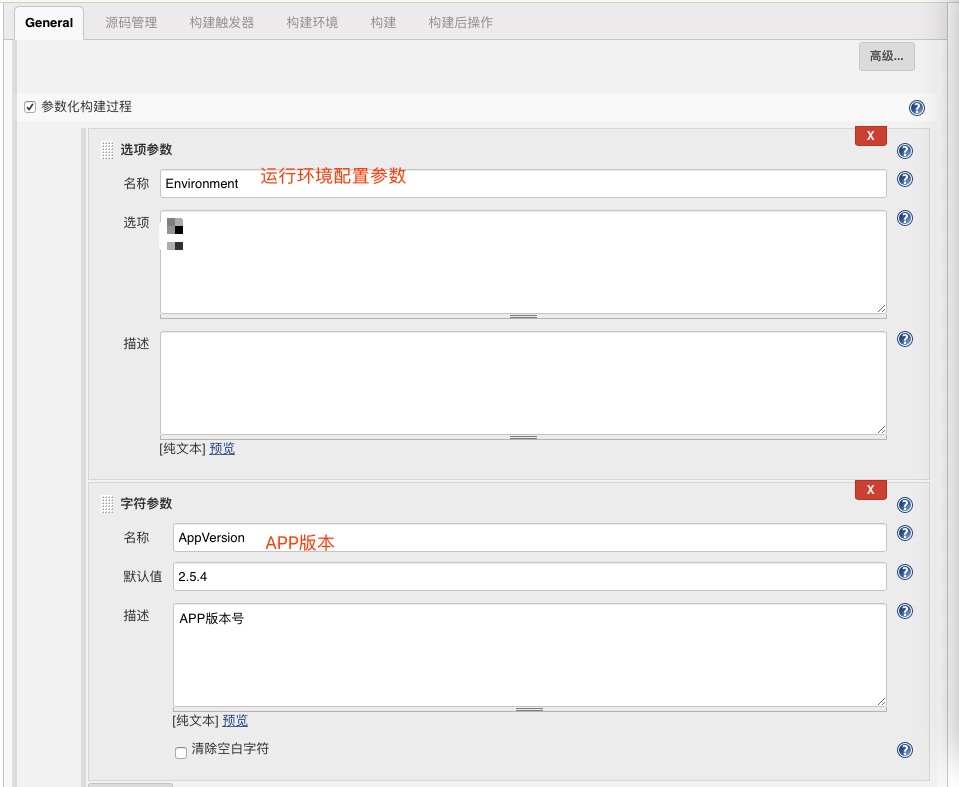 General 源码管理 构建触发器 构建环境 构建 构建后操作
高级...
参数化构建过程
X
选项参数
名称 Environment 运行环境配置参数
选项
描述
[纯文本] 预览
X
字符参数
名称 AppVersion APP版本
默认值 2.5.4
描述 APP版本号
[纯文本] 预览
清除空白字符